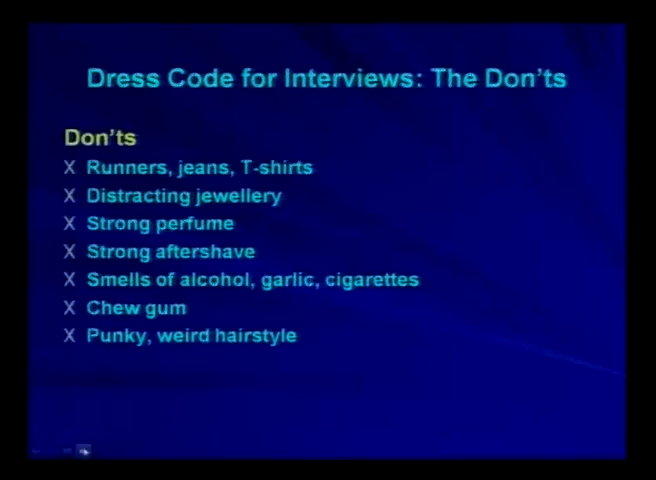 Dress Code for Interviews: The Don'ts
Don'ts
X Runners, jeans, T-shirts
X Distracting jewellery
X Strong perfume
X Strong aftershave
X Smells of alcohol, garlic, cigarettes
X Chew gum
X Punky, weird hairstyle